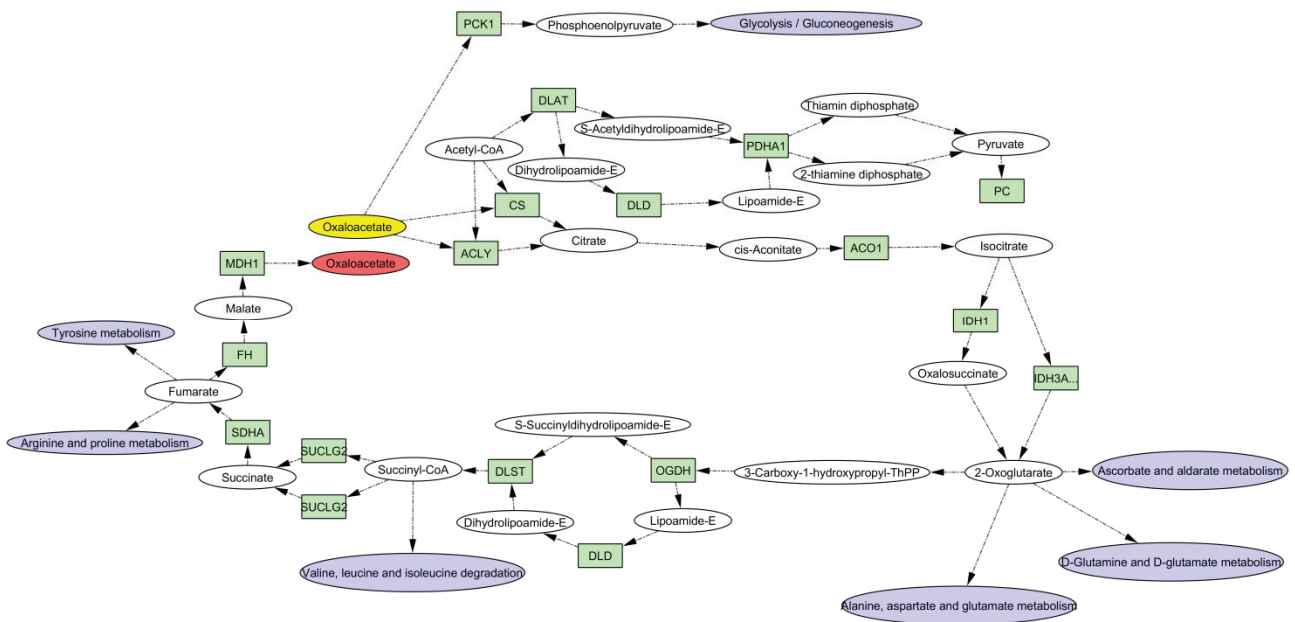 PCK1
Phosphoenolpyruvate
Glycolysis / Gluconeogenesis
DLAT
Thiamin diphosphate
S-Acetyldihydrolipoamide-E
Acetyl-CoA
PDHA1
Pyruvate
Dihydrolipoamide-E
2-thiamine diphosphate
PC
CS
DLD
Lipoamide-E
Oxaloacetate
Citrate
ACLY
cis-Aconitate
ACO1
Isocitrate
MDH1
Oxaloacetate
Malate
IDH1
Tyrosine metabolism
FH
Oxalosuccinate
IDH3A...
Fumarate
S-Succinyldihydrolipoamide-E
Arginine and proline metabolism
SDHA
SUCLG2
Succinyl-CoA
DLST
OGDH
3-Carboxy-1-hydroxypropyl-ThPP
2-Oxoglutarate
Ascorbate and aldarate metabolism
Succinate
SUCLG2
Dihydrolipoamide-E
Lipoamide-E
DLD
D-Glutamine and D-glutamate metabolism
Valine, leucine and isoleucine degradation
Alanine, aspartate and glutamate metabolism